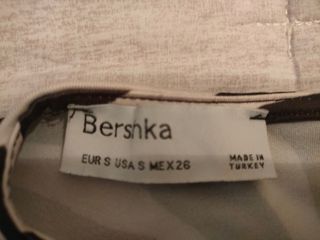 Bershka
EUR S USA S MEX 26
MADE IN
TURKEY